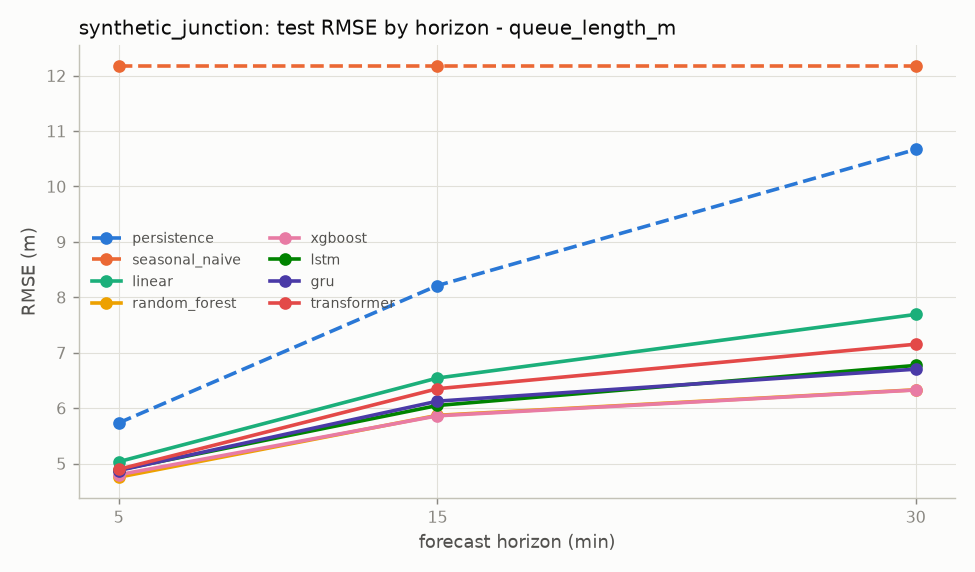 synthetic_junction: test RMSE by horizon - queue_length_m
12
11
10
9
8
7
6
5
RMSE (m)
persistence
seasonal_naive
linear
random_forest
xgboost
lstm
gru
transformer
5 15 30
forecast horizon (min)